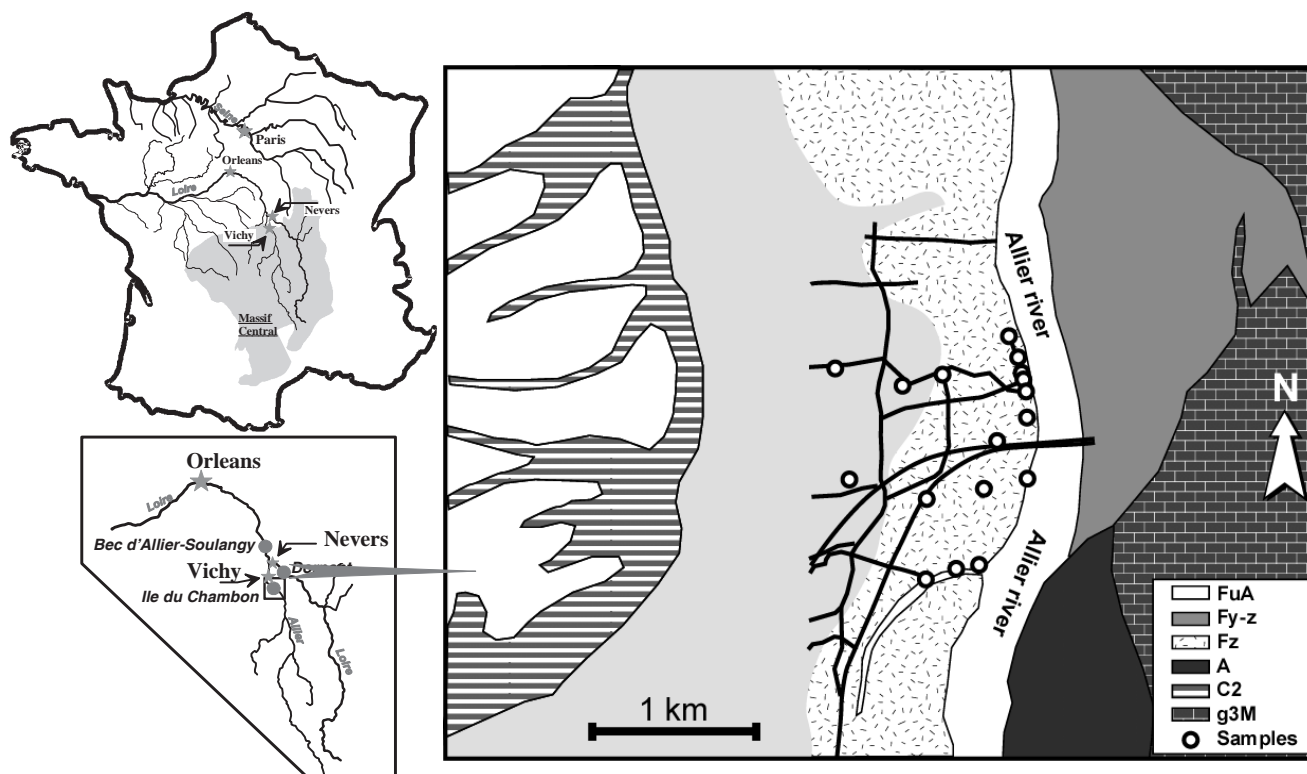 Seine
Paris
Orleans
Loire
Nevers
Vichy
Massif
Central
Orleans
Loire
Bec d'Allier-Soulangy
Nevers
Vichy
Ile du Chambon
Allier
Loire
Allier river
Allier river
N
1 km
FuA
Fy-z
Fz
A
C2
g3M
Samples